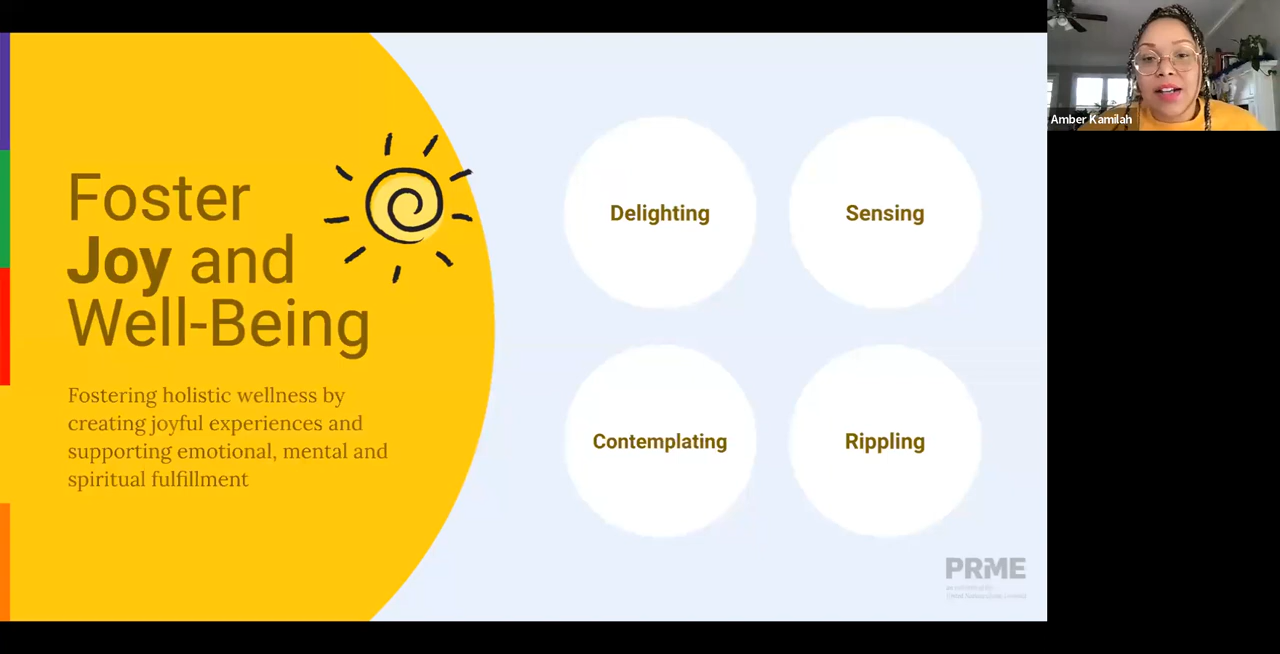 Foster
Joy and
Well-Being
Fostering holistic wellness by
creating joyful experiences and
supporting emotional, mental and
spiritual fulfillment
Delighting
Sensing
Contemplating
Rippling
PRME
Amber Kamilah